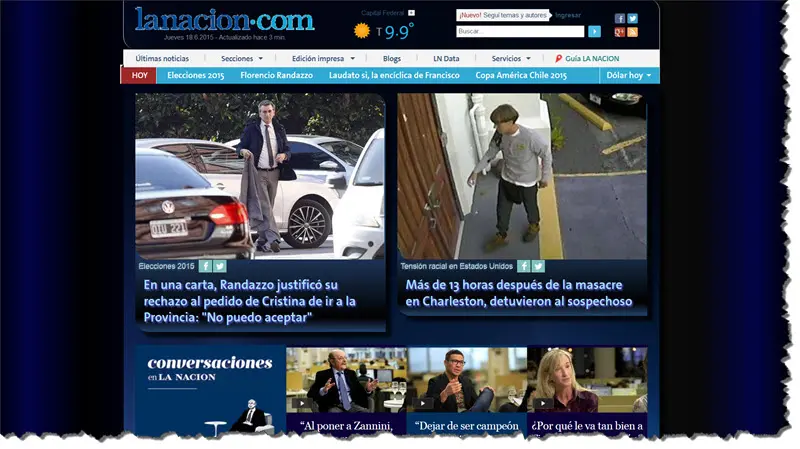 lanacion.com
Jueves 18.6.2015 - Actualizado hace 3 min.
Capital Federal
T 9.9°
¡Nuevo! Seguí temas y autores
Ingresar
Buscar...
Últimas noticias
Secciones
Edición impresa
Blogs
LN Data
Servicios
Guía LA NACION
HOY
Elecciones 2015
Florencio Randazzo
Laudato si, la encíclica de Francisco
Copa América Chile 2015
Dólar hoy
OIU 221
Elecciones 2015
En una carta, Randazzo justificó su
rechazo al pedido de Cristina de ir a la
Provincia: "No puedo aceptar"
Tensión racial en Estados Unidos
Más de 13 horas después de la masacre
en Charleston, detuvieron al sospechoso
conversaciones
en LA NACION
“Al poner a Zannini,
“Dejar de ser campeón
¿Por qué le va tan bien a